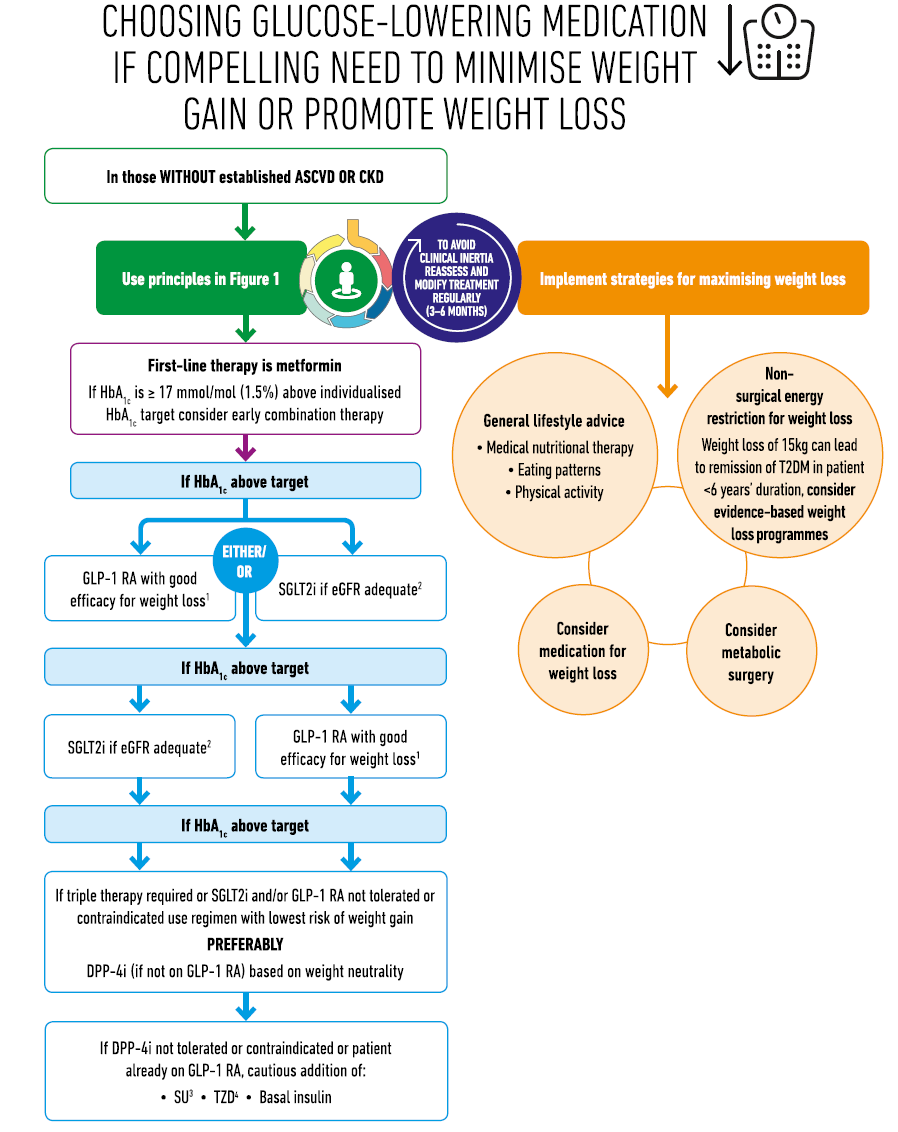 CHOOSING GLUCOSE-LOWERING MEDICATION
IF COMPELLING NEED TO MINIMISE WEIGHT
GAIN OR PROMOTE WEIGHT LOSS
In those WITHOUT established ASCVD OR CKD
Use principles in Figure 1
TO AVOID
CLINICAL INERTIA
REASSESS AND
MODIFY TREATMENT
REGULARLY
(3–6 MONTHS)
Implement strategies for maximising weight loss
First-line therapy is metformin
If HbA1c is ≥ 17 mmol/mol (1.5%) above individualised
HbA1c target consider early combination therapy
If HbA1c above target
EITHER/
OR
GLP-1 RA with good
efficacy for weight loss¹
SGLT2i if eGFR adequate²
If HbA1c above target
SGLT2i if eGFR adequate²
GLP-1 RA with good
efficacy for weight loss¹
If HbA1c above target
If triple therapy required or SGLT2i and/or GLP-1 RA not tolerated or
contraindicated use regimen with lowest risk of weight gain
PREFERABLY
DPP-4i (if not on GLP-1 RA) based on weight neutrality
If DPP-4i not tolerated or contraindicated or patient
already on GLP-1 RA, cautious addition of:
• SU³ • TZD⁴ • Basal insulin
General lifestyle advice
• Medical nutritional therapy
• Eating patterns
• Physical activity
Non-
surgical energy
restriction for weight loss
Weight loss of 15kg can lead
to remission of T2DM in patient
<6 years' duration, consider
evidence-based weight
loss programmes
Consider
medication for
weight loss
Consider
metabolic
surgery